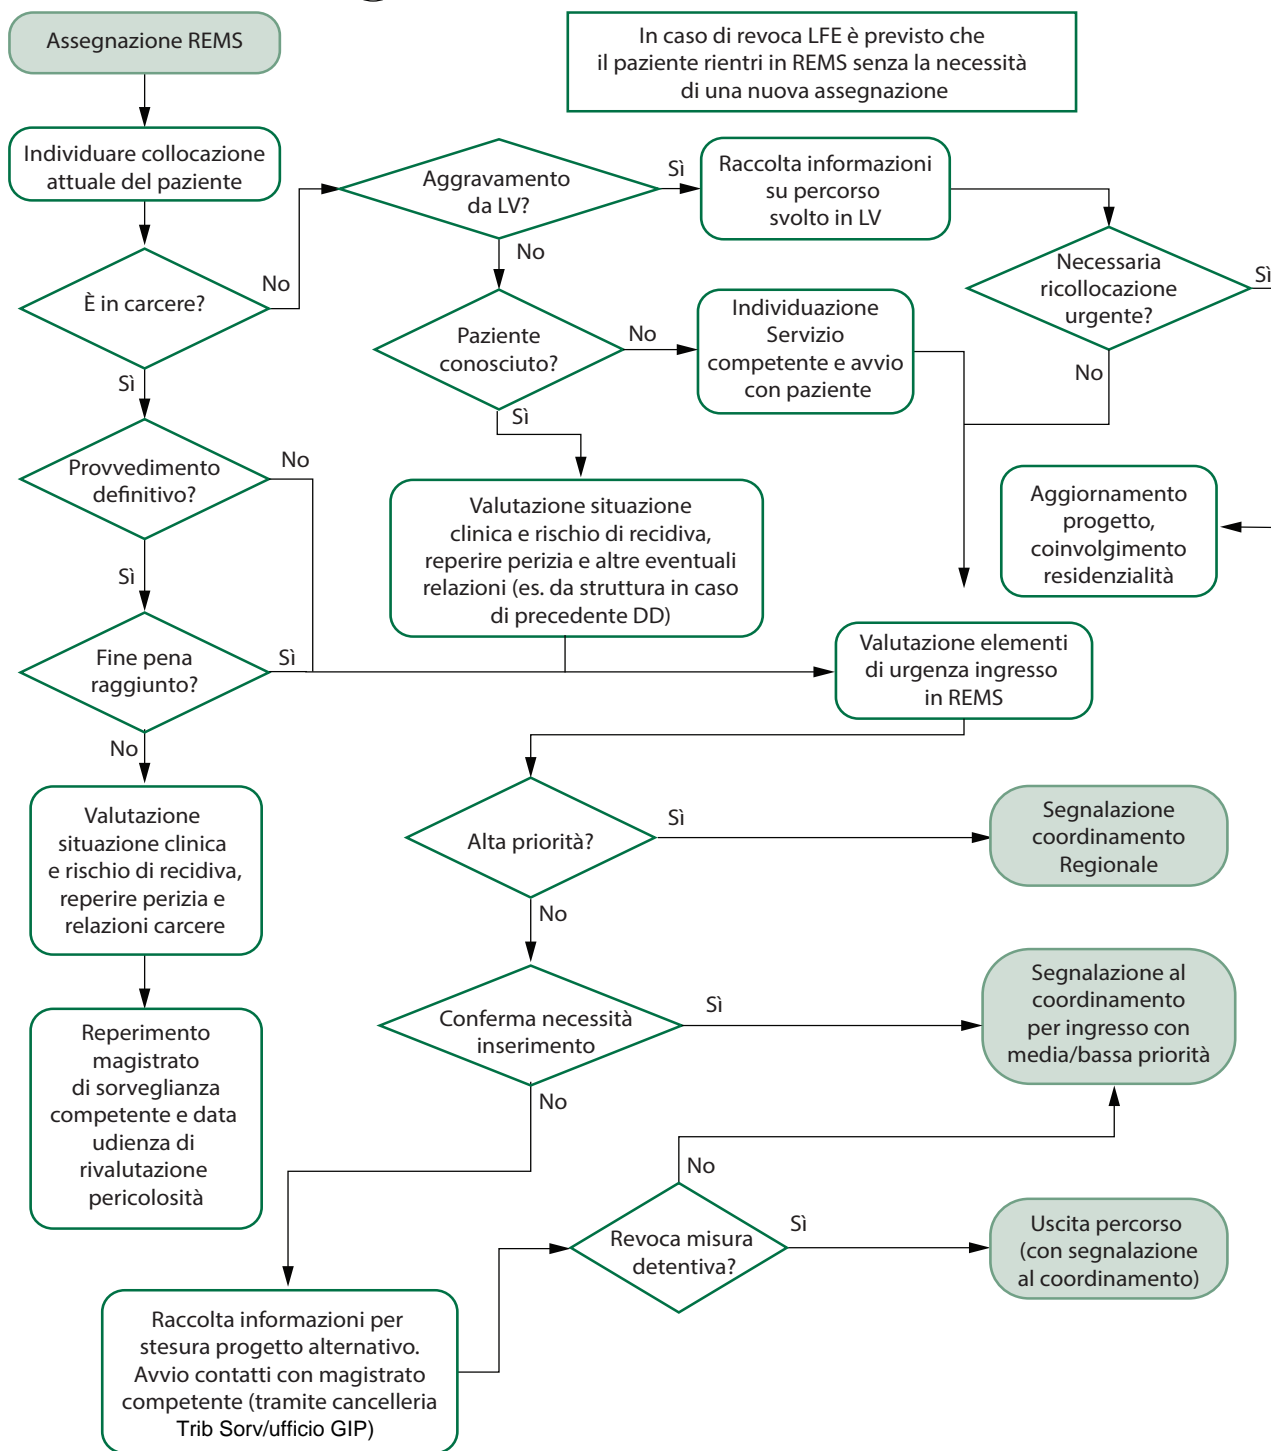 Assegnazione REMS
In caso di revoca LFE è previsto che
il paziente rientri in REMS senza la necessità
di una nuova assegnazione
Individuare collocazione
attuale del paziente
Aggravamento
da LV?
Sì
Raccolta informazioni
su percorso
svolto in LV
No
No
Necessaria
ricollocazione
urgente?
Sì
È in carcere?
Paziente
conosciuto?
No
Individuazione
Servizio
competente e avvio
con paziente
No
Sì
Sì
Provvedimento
definitivo?
No
Valutazione situazione
clinica e rischio di recidiva,
reperire perizia e altre eventuali
relazioni (es. da struttura in caso
di precedente DD)
Aggiornamento
progetto,
coinvolgimento
residenzialità
Sì
Fine pena
raggiunto?
Sì
Valutazione elementi
di urgenza ingresso
in REMS
No
Valutazione
situazione clinica
e rischio di recidiva,
reperire perizia e
relazioni carcere
Alta priorità?
Sì
Segnalazione
coordinamento
Regionale
No
Conferma necessità
inserimento
Sì
Segnalazione al
coordinamento
per ingresso con
media/bassa priorità
Reperimento
magistrato
di sorveglianza
competente e data
udienza di
rivalutazione
pericolosità
No
No
Revoca misura
detentiva?
Sì
Uscita percorso
(con segnalazione
al coordinamento)
Raccolta informazioni per
stesura progetto alternativo.
Avvio contatti con magistrato
competente (tramite cancelleria
Trib Sorv/ufficio GIP)